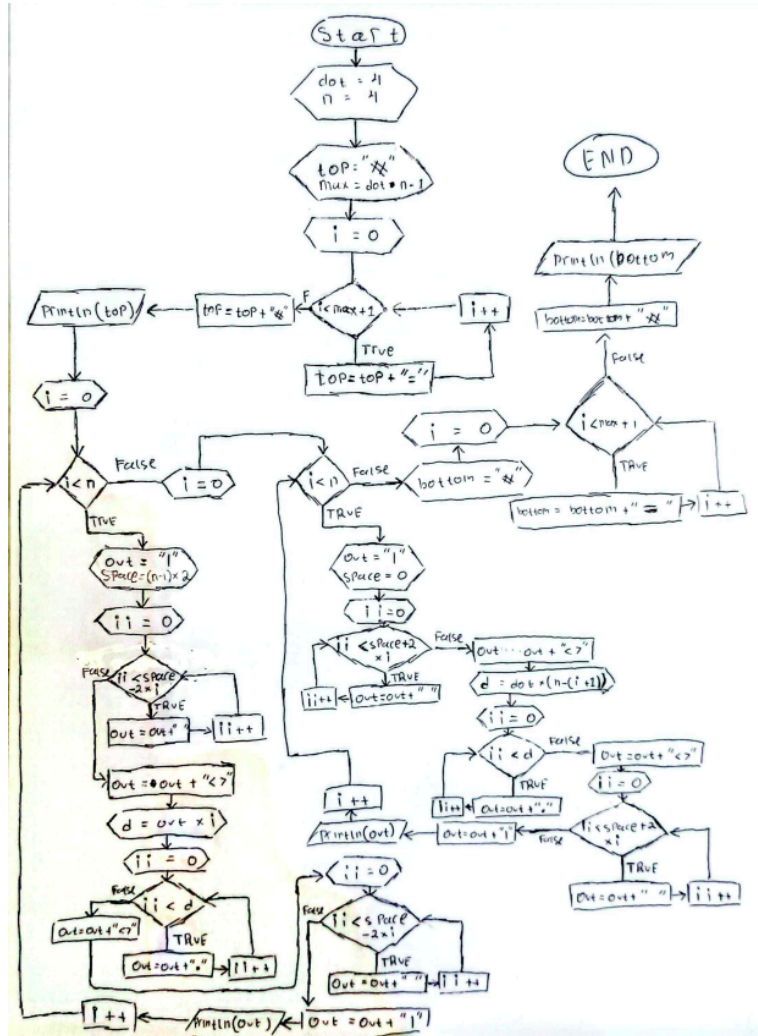 Start
dot = 4
n = 4
top = "#"
max = dot * n - 1
i = 0
i < max + 1
F
top = top + "#"
println(top)
True
top = top + "="
i++
i = 0
i < n
False
i = 0
TRUE
out = "|"
space = (n-1) x 2
ii = 0
ii < space
-2 x i
False
TRUE
out = out + " "
ii++
out = out + "<>"
d = out x i
ii = 0
ii < d
False
out = out + "<>"
TRUE
out = out + "."
ii++
ii = 0
ii < space
-2 x i
False
TRUE
out = out + " "
ii++
out = out + "|"
println(out)
i++
i < n
False
TRUE
out = "|"
space = 0
ii = 0
ii < space + 2
x i
False
TRUE
out = out + " "
ii++
out out + "<>"
d = dot x (n-(i+1))
ii = 0
ii < d
False
TRUE
out = out + "."
ii++
out = out + "<>"
ii = 0
ii < space + 2
x i
False
TRUE
out = out + " "
ii++
out = out + "|"
println(out)
i++
bottom = "#"
i = 0
i < max + 1
TRUE
bottom = bottom + "="
i++
False
bottom = bottom + "#"
println(bottom
END